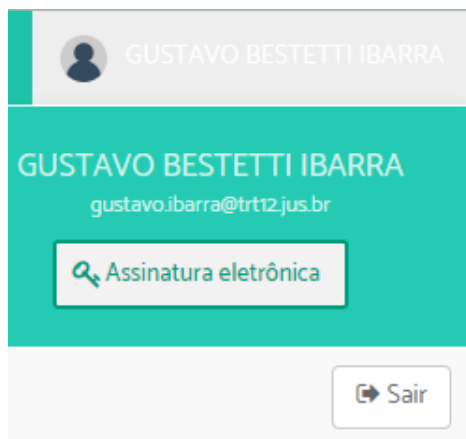 GUSTAVO BESTETTI IBARRA
GUSTAVO BESTETTI IBARRA
gustavo.ibarra@trt12.jus.br
Assinatura eletrônica
Sair